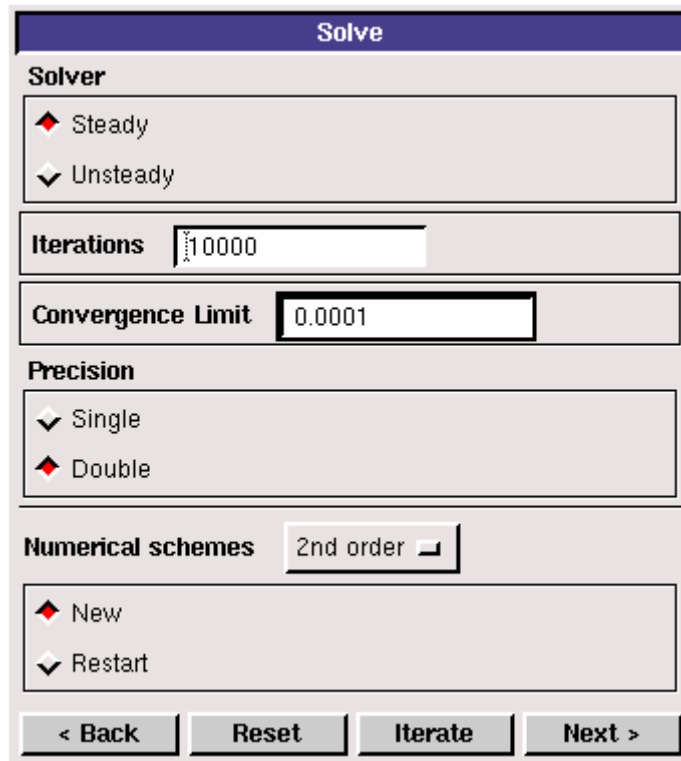 Solve
Solver
Steady
Unsteady
Iterations 10000
Convergence Limit 0.0001
Precision
Single
Double
Numerical schemes 2nd order
New
Restart
< Back Reset Iterate Next >